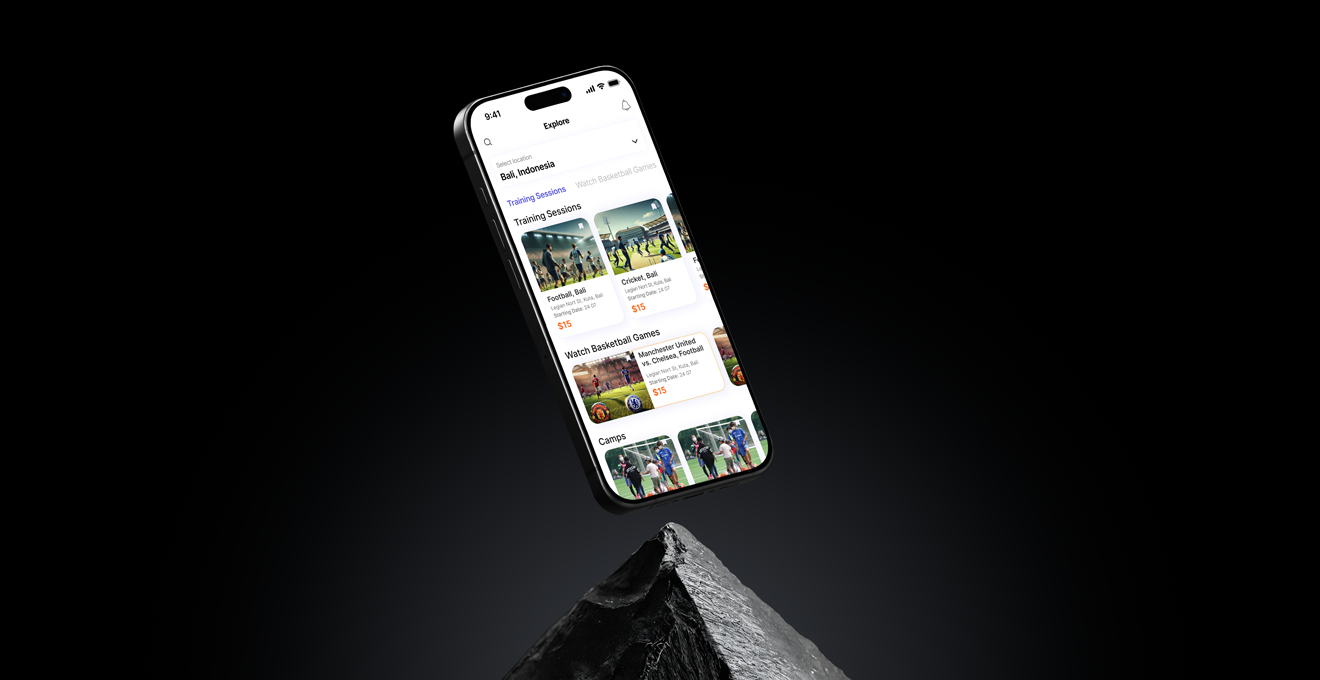 9:41
Explore
Select location
Bali, Indonesia
Training Sessions
Watch Basketball Games
Training Sessions
Football, Bali
Legian Nort St, Kuta, Bali
Starting Date: 24 07
$15
Cricket, Bali
Legian Nort St, Kuta, Bali
Starting Date: 24 07
$15
Watch Basketball Games
Manchester United
vs. Chelsea, Football
Legian Nort St, Kuta, Bali
Starting Date: 24 07
$15
Camps